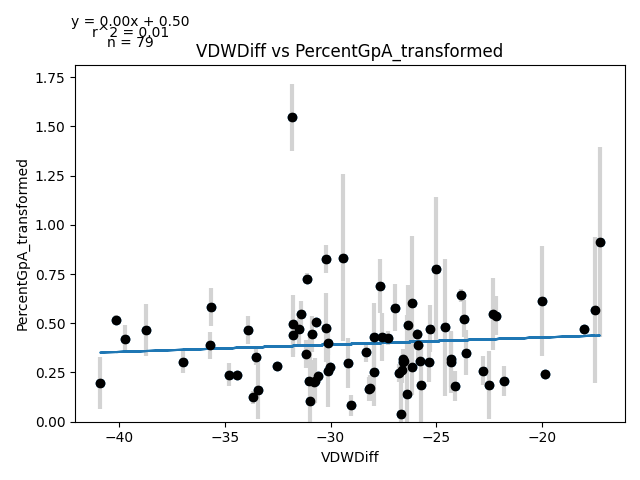 y = 0.00x + 0.50
r^2 = 0.01
n = 79
VDWDiff vs PercentGpA_transformed
1.75
1.50
1.25
1.00
0.75
0.50
0.25
0.00
PercentGpA_transformed
−40 −35 −30 −25 −20
VDWDiff